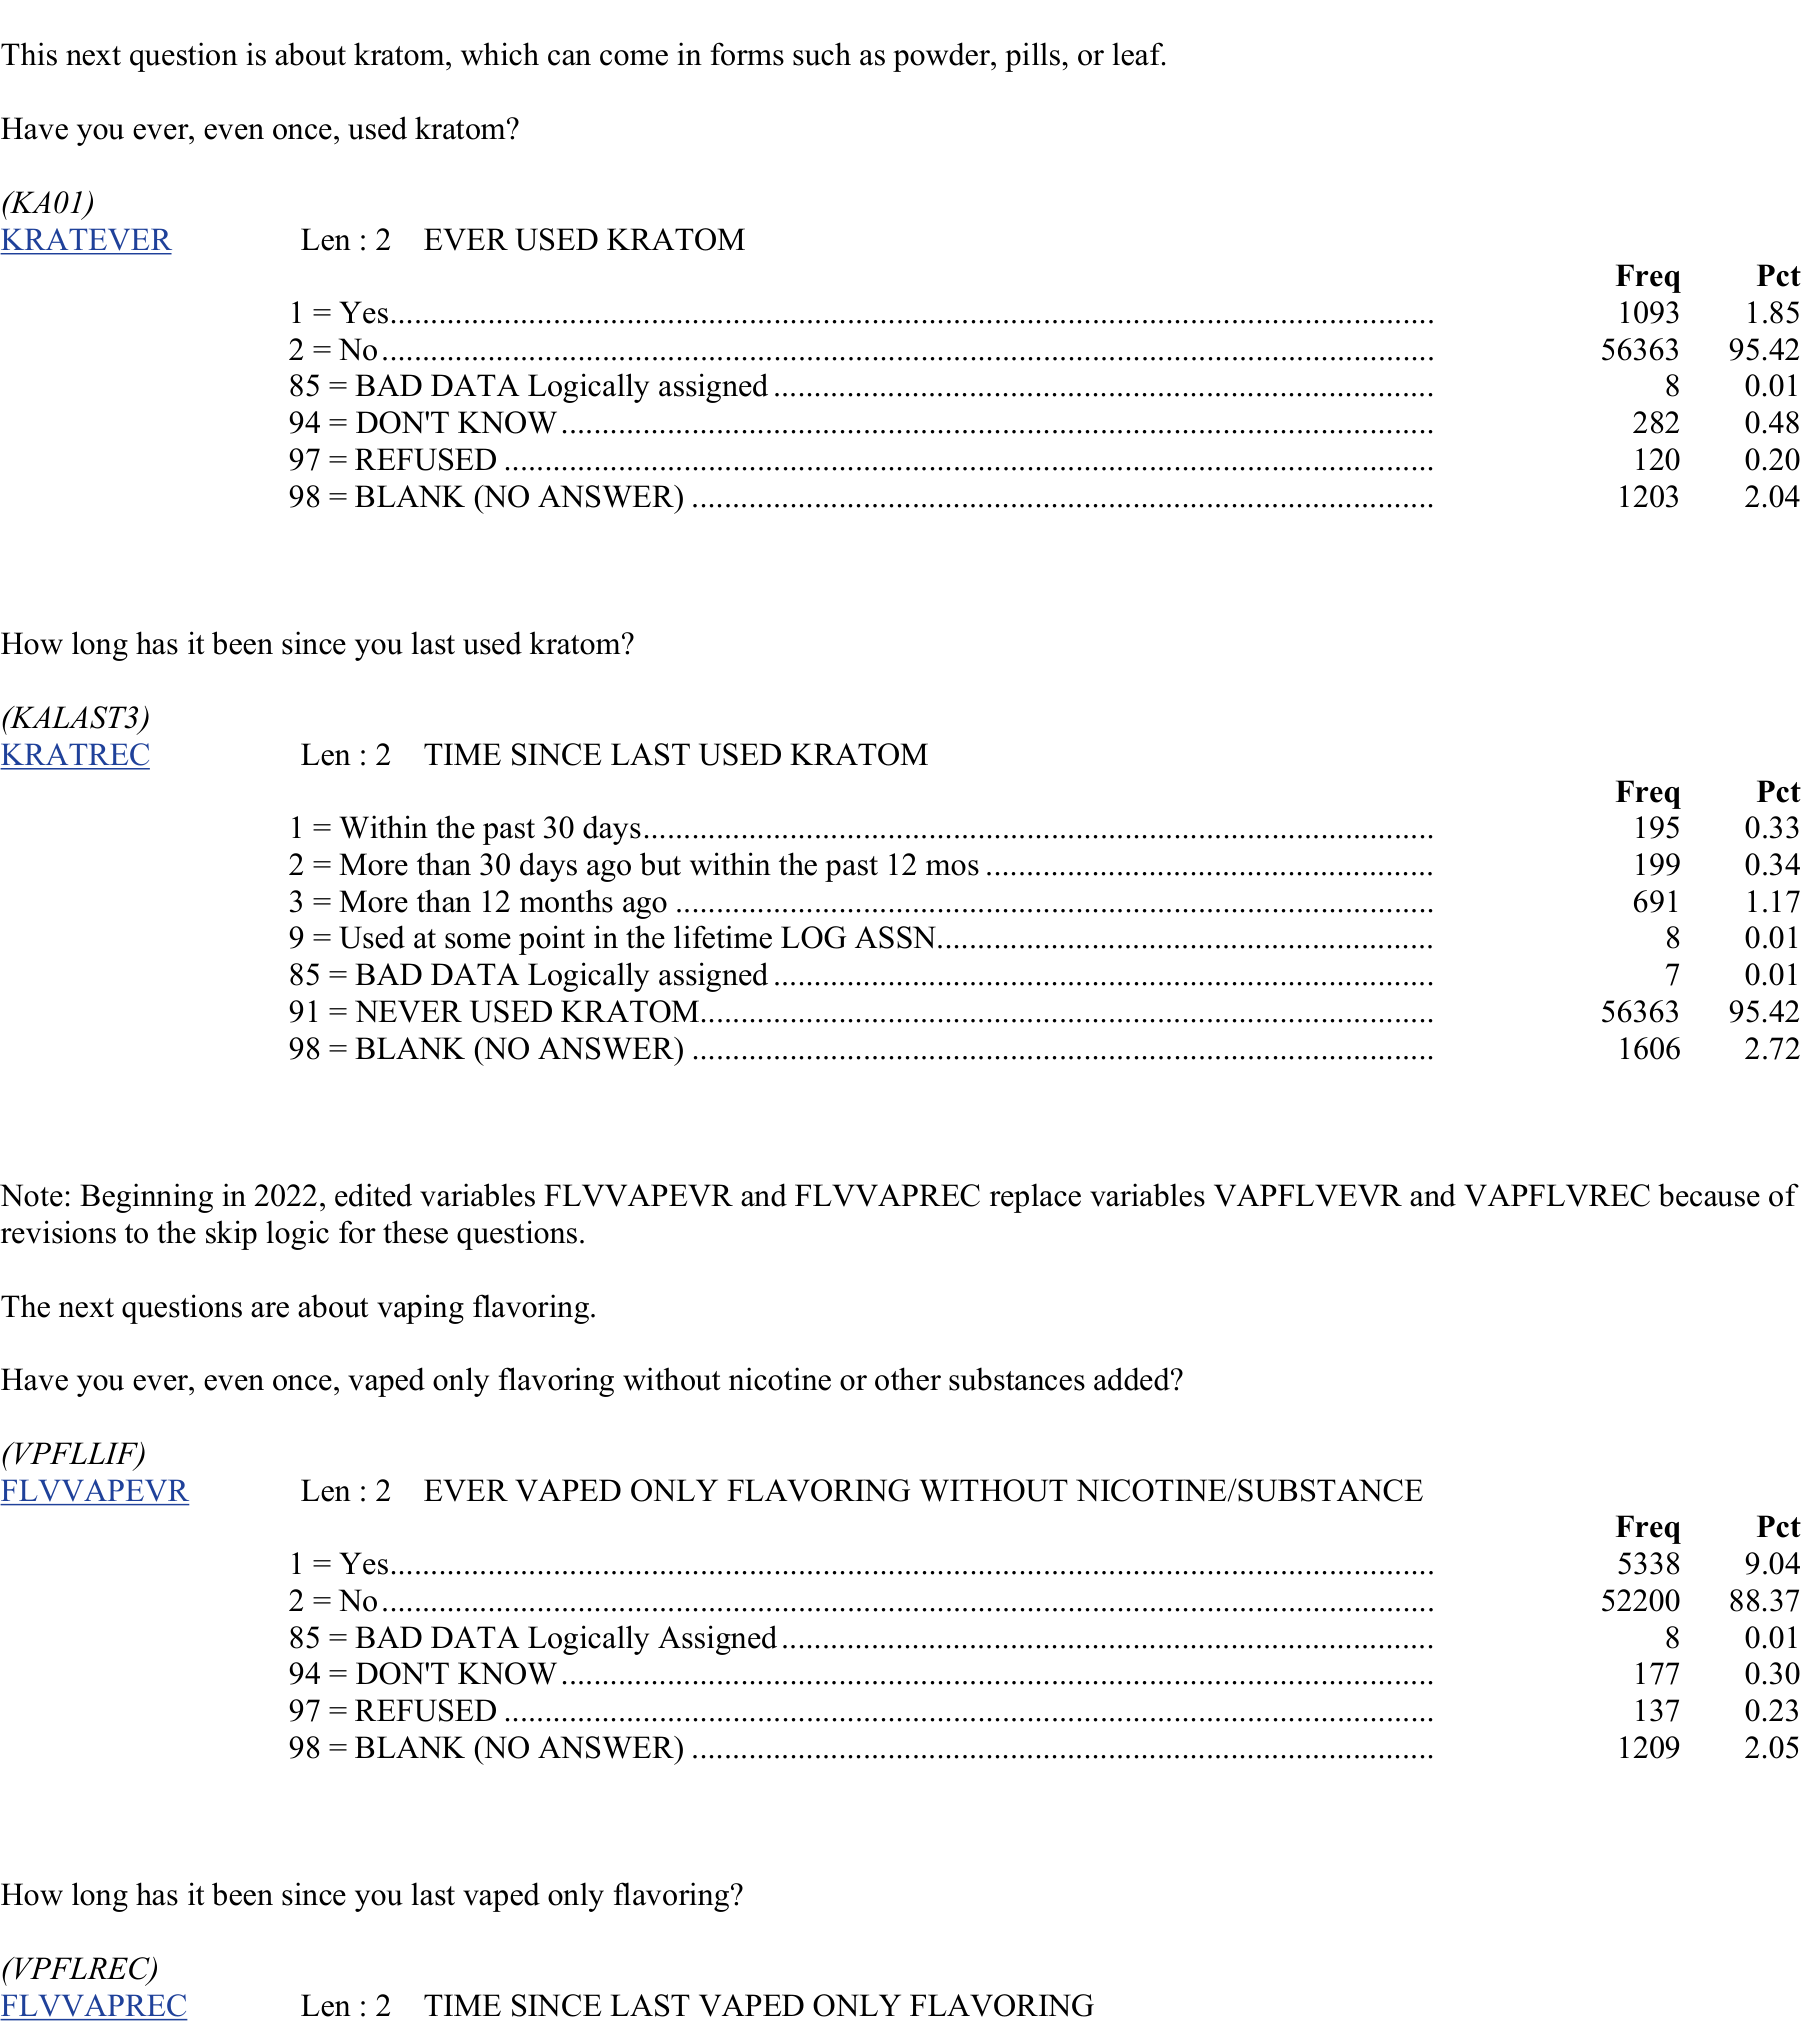 This next question is about kratom, which can come in forms such as powder, pills, or leaf.
Have you ever, even once, used kratom?
(KA01)
KRATEVER Len : 2 EVER USED KRATOM
Freq Pct
1 = Yes.......... 1093 1.85
2 = No.......... 56363 95.42
85 = BAD DATA Logically assigned.......... 8 0.01
94 = DON'T KNOW.......... 282 0.48
97 = REFUSED.......... 120 0.20
98 = BLANK (NO ANSWER).......... 1203 2.04
How long has it been since you last used kratom?
(KALAST3)
KRATREC Len : 2 TIME SINCE LAST USED KRATOM
Freq Pct
1 = Within the past 30 days.......... 195 0.33
2 = More than 30 days ago but within the past 12 mos.......... 199 0.34
3 = More than 12 months ago.......... 691 1.17
9 = Used at some point in the lifetime LOG ASSN.......... 8 0.01
85 = BAD DATA Logically assigned.......... 7 0.01
91 = NEVER USED KRATOM.......... 56363 95.42
98 = BLANK (NO ANSWER).......... 1606 2.72
Note: Beginning in 2022, edited variables FLVVAPEVR and FLVVAPREC replace variables VAPFLVEVR and VAPFLVREC because of
revisions to the skip logic for these questions.
The next questions are about vaping flavoring.
Have you ever, even once, vaped only flavoring without nicotine or other substances added?
(VPFLLIF)
FLVVAPEVR Len : 2 EVER VAPED ONLY FLAVORING WITHOUT NICOTINE/SUBSTANCE
Freq Pct
1 = Yes.......... 5338 9.04
2 = No.......... 52200 88.37
85 = BAD DATA Logically Assigned.......... 8 0.01
94 = DON'T KNOW.......... 177 0.30
97 = REFUSED.......... 137 0.23
98 = BLANK (NO ANSWER).......... 1209 2.05
How long has it been since you last vaped only flavoring?
(VPFLREC)
FLVVAPREC Len : 2 TIME SINCE LAST VAPED ONLY FLAVORING